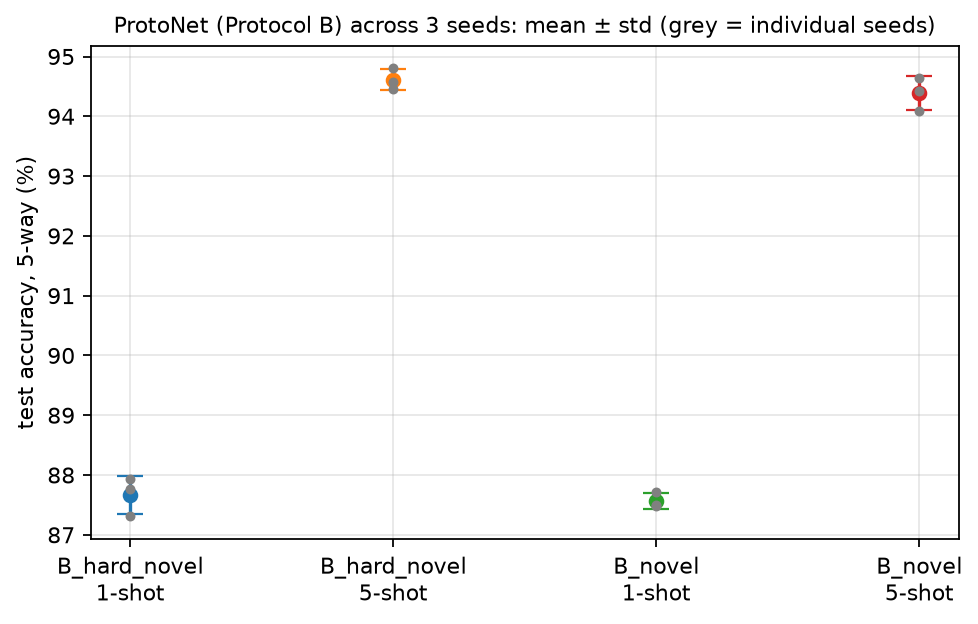 ProtoNet (Protocol B) across 3 seeds: mean ± std (grey = individual seeds)
test accuracy, 5-way (%)
95
94
93
92
91
90
89
88
87
B_hard_novel
1-shot
B_hard_novel
5-shot
B_novel
1-shot
B_novel
5-shot